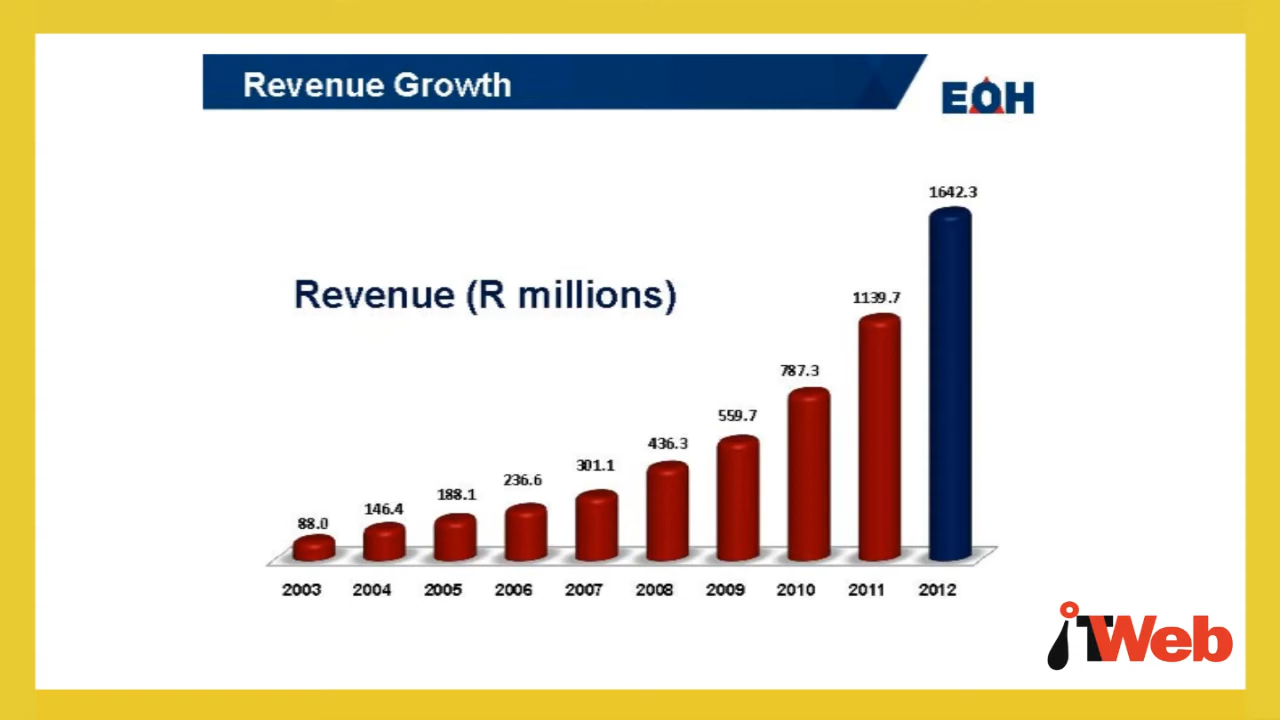 Revenue Growth
EOH
1642.3
Revenue (R millions)
1139.7
787.3
559.7
436.3
301.1
236.6
188.1
146.4
88.0
2003 2004 2005 2006 2007 2008 2009 2010 2011 2012
iTWeb